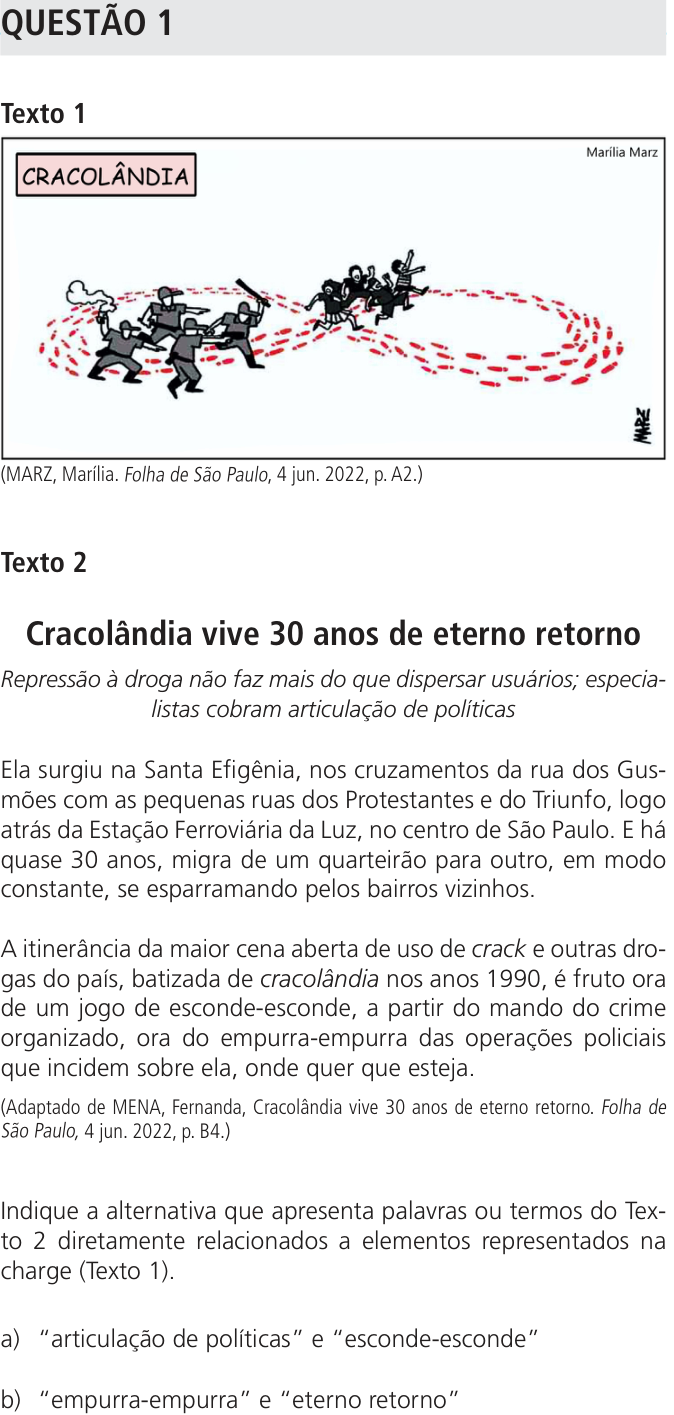 QUESTÃO 1
Texto 1
Marília Marz
CRACOLÂNDIA
MARZ
(MARZ, Marília. Folha de São Paulo, 4 jun. 2022, p. A2.)
Texto 2
Cracolândia vive 30 anos de eterno retorno
Repressão à droga não faz mais do que dispersar usuários; especia-
listas cobram articulação de políticas
Ela surgiu na Santa Efigênia, nos cruzamentos da rua dos Gus-
mões com as pequenas ruas dos Protestantes e do Triunfo, logo
atrás da Estação Ferroviária da Luz, no centro de São Paulo. E há
quase 30 anos, migra de um quarteirão para outro, em modo
constante, se esparramando pelos bairros vizinhos.
A itinerância da maior cena aberta de uso de crack e outras dro-
gas do país, batizada de cracolândia nos anos 1990, é fruto ora
de um jogo de esconde-esconde, a partir do mando do crime
organizado, ora do empurra-empurra das operações policiais
que incidem sobre ela, onde quer que esteja.
(Adaptado de MENA, Fernanda, Cracolândia vive 30 anos de eterno retorno. Folha de
São Paulo, 4 jun. 2022, p. B4.)
Indique a alternativa que apresenta palavras ou termos do Tex-
to 2 diretamente relacionados a elementos representados na
charge (Texto 1).
a) “articulação de políticas” e “esconde-esconde”
b) “empurra-empurra” e “eterno retorno”